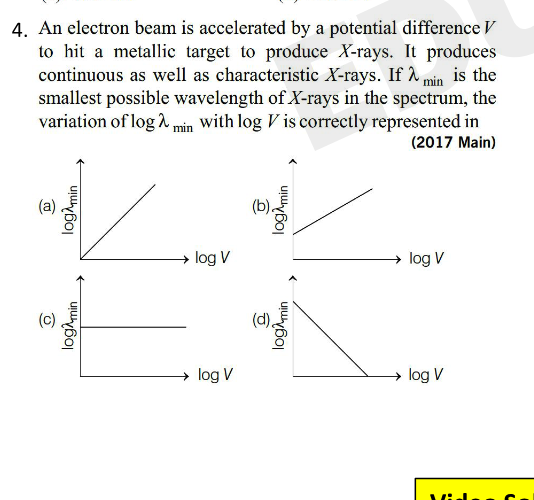 4. An electron beam is accelerated by a potential difference V
to hit a metallic target to produce X-rays. It produces
continuous as well as characteristic X-rays. If λ min is the
smallest possible wavelength of X-rays in the spectrum, the
variation of log λ min with log V is correctly represented in
(2017 Main)
(a) logλmin log V
(b) logλmin log V
(c) logλmin log V
(d) logλmin log V